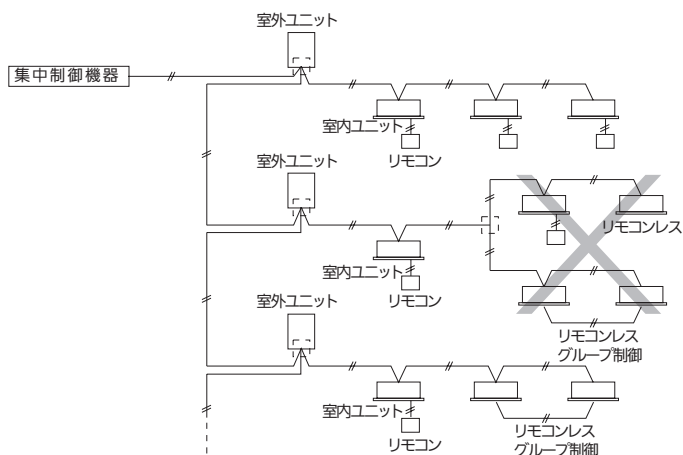 室外ユニット
集中制御機器
室内ユニット
リモコン
室外ユニット
リモコンレス
室内ユニット
リモコン
室外ユニット
リモコンレス
グループ制御
室内ユニット
リモコン
リモコンレス
グループ制御